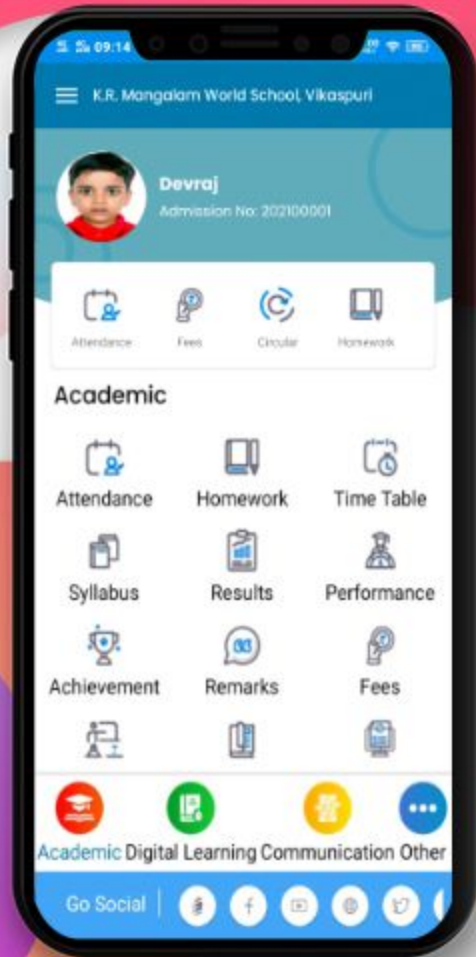 09:14
K.R. Mangalam World School, Vikaspuri
Devraj
Admission No: 202100001
Attendance Fees Circular Homework
Academic
Attendance Homework Time Table
Syllabus Results Performance
Achievement Remarks Fees
Academic Digital Learning Communication Other
Go Social